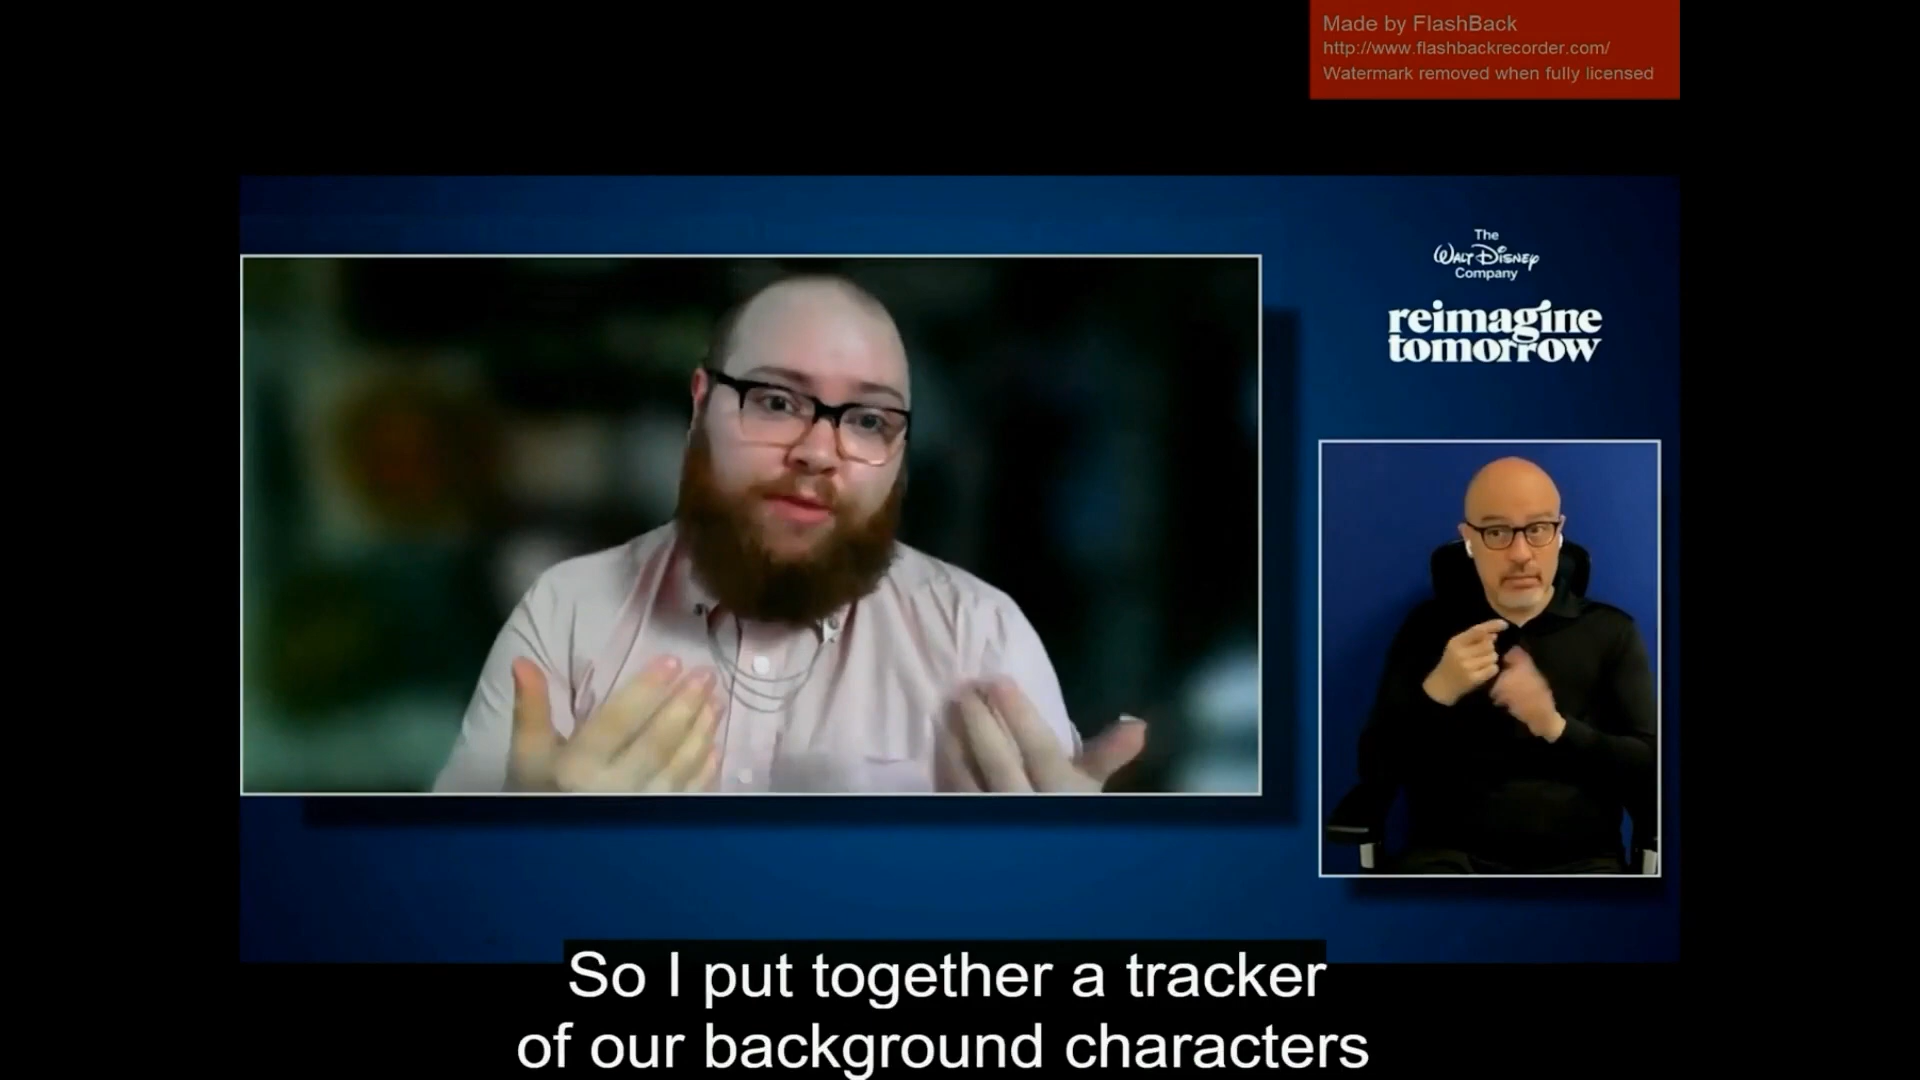 Made by FlashBack
http://www.flashbackrecorder.com/
Watermark removed when fully licensed
The
WALT DISNEY
Company
reimagine
tomorrow
So I put together a tracker
of our background characters